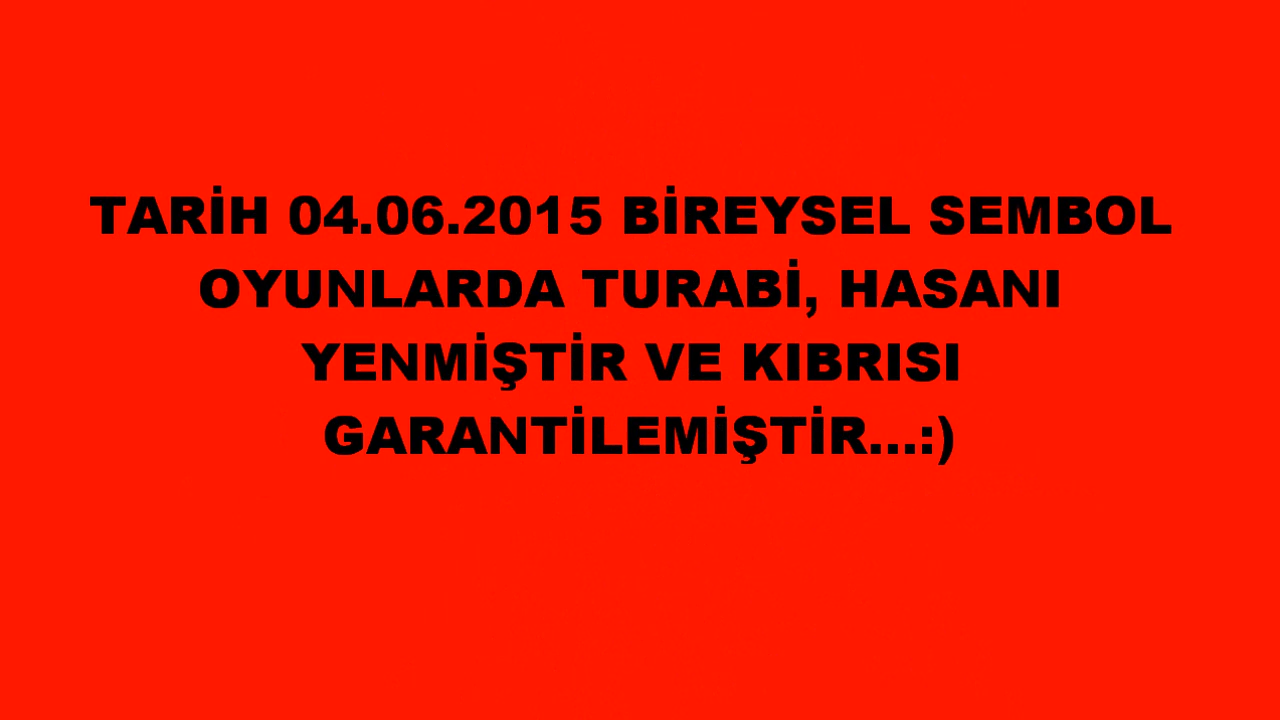 TARİH 04.06.2015 BİREYSEL SEMBOL
OYUNLARDA TURABİ, HASANI
YENMİŞTİR VE KIBRISI
GARANTİLEMİŞTİR...:)